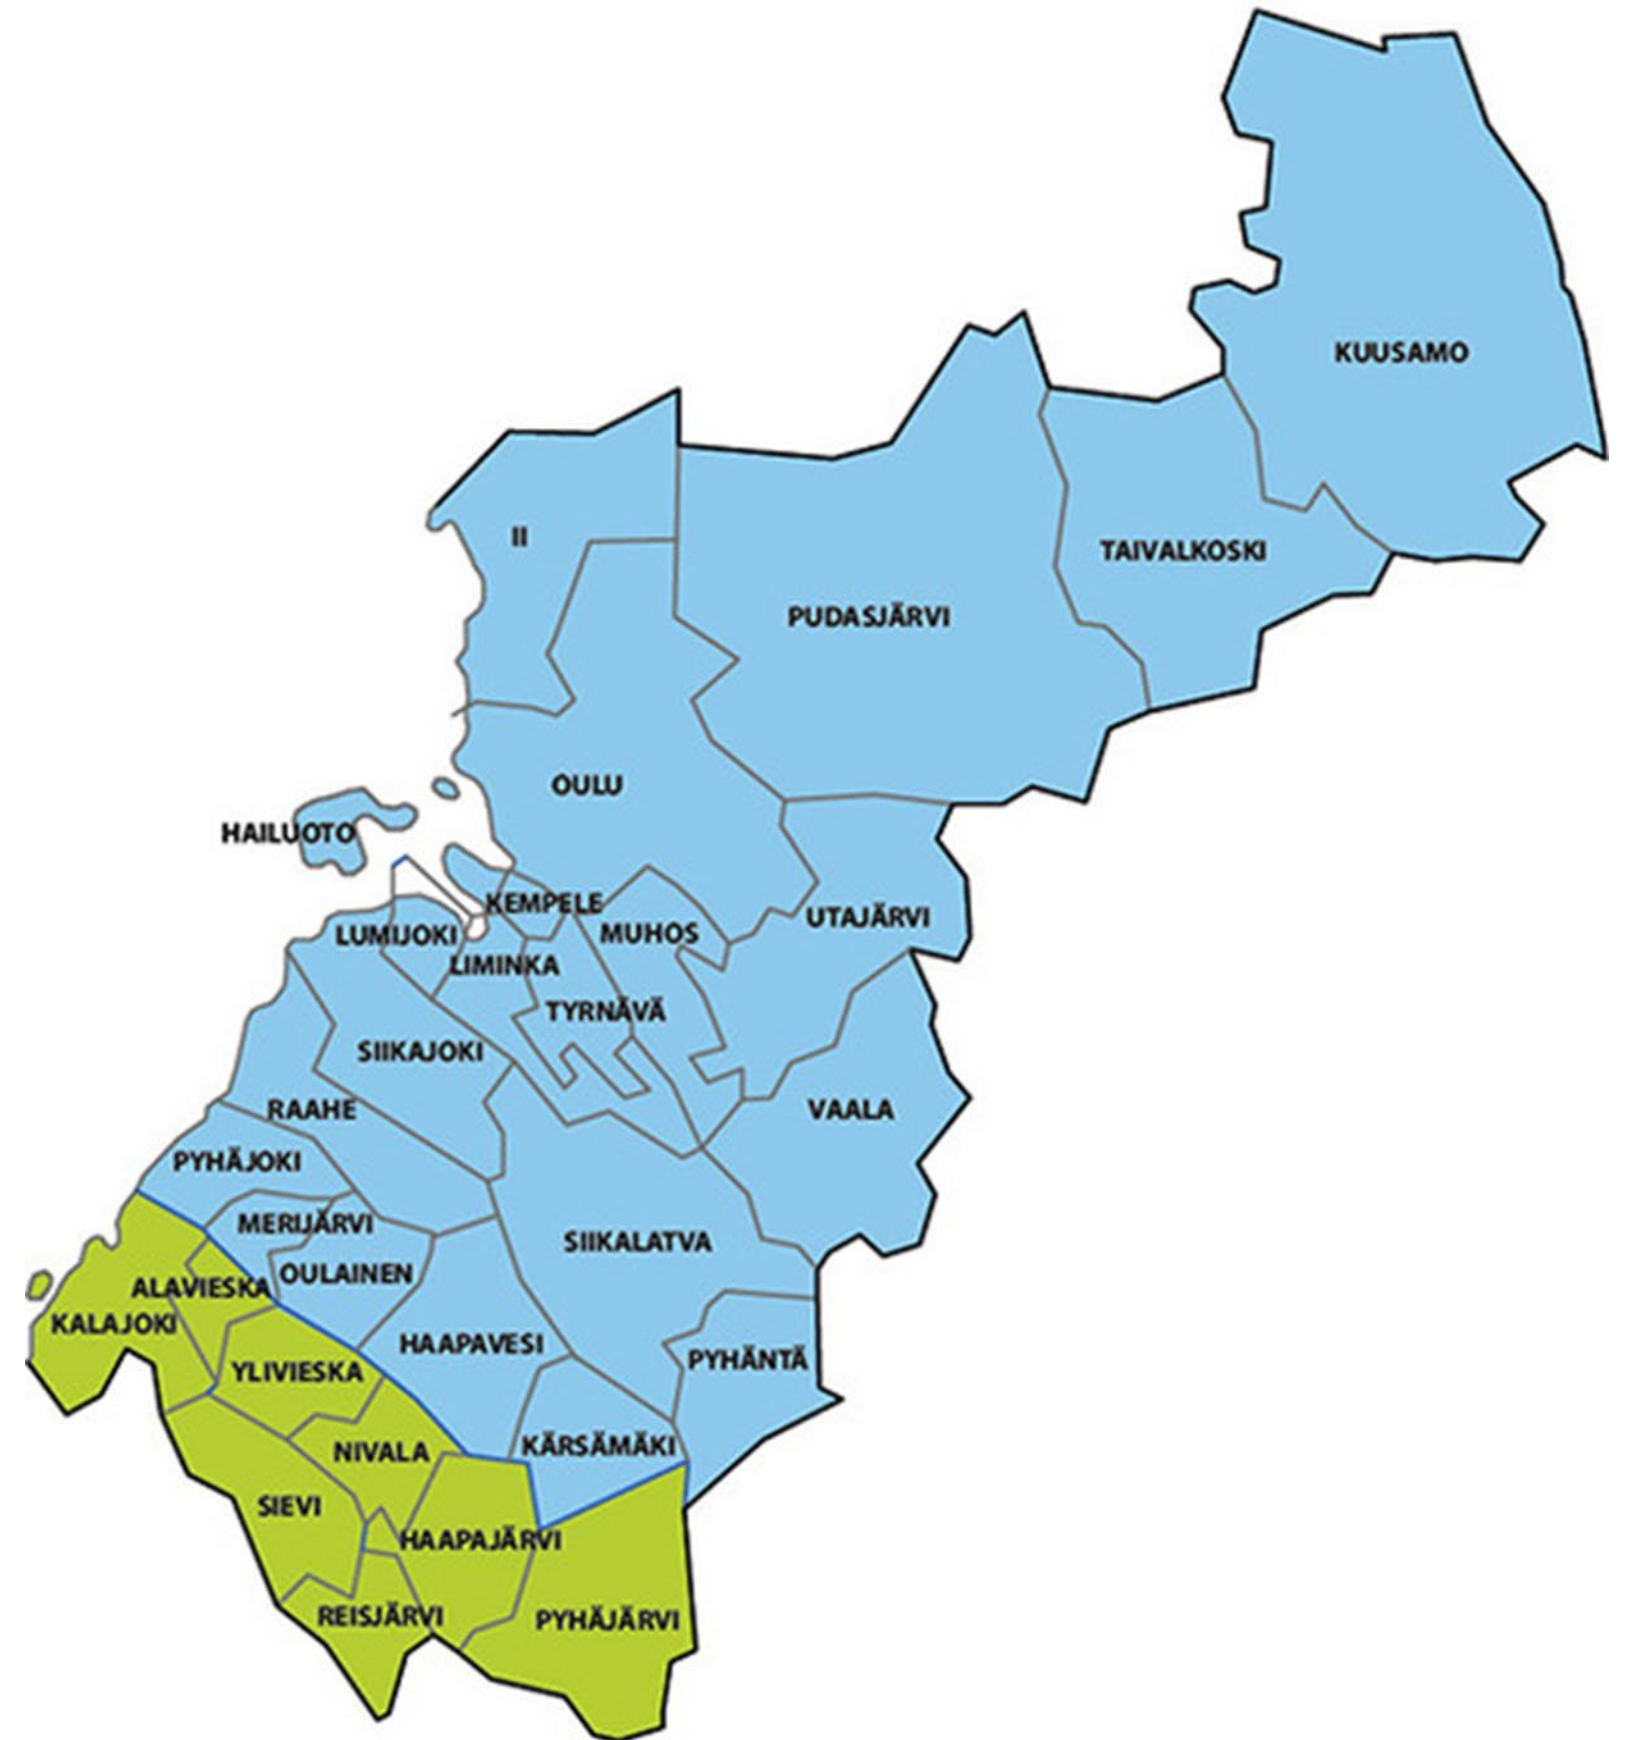 KUUSAMO
II
TAIVALKOSKI
PUDASJÄRVI
OULU
HAILUOTO
KEMPELE
UTAJÄRVI
LUMIJOKI
MUHOS
LIMINKA
TYRNÄVÄ
SIIKAJOKI
RAAHE
VAALA
PYHÄJOKI
MERIJÄRVI
SIIKALATVA
OULAINEN
ALAVIESKA
KALAJOKI
HAAPAVESI
PYHÄNTÄ
YLIVIESKA
KÄRSÄMÄKI
NIVALA
SIEVI
HAAPAJÄRVI
REISJÄRVI
PYHÄJÄRVI